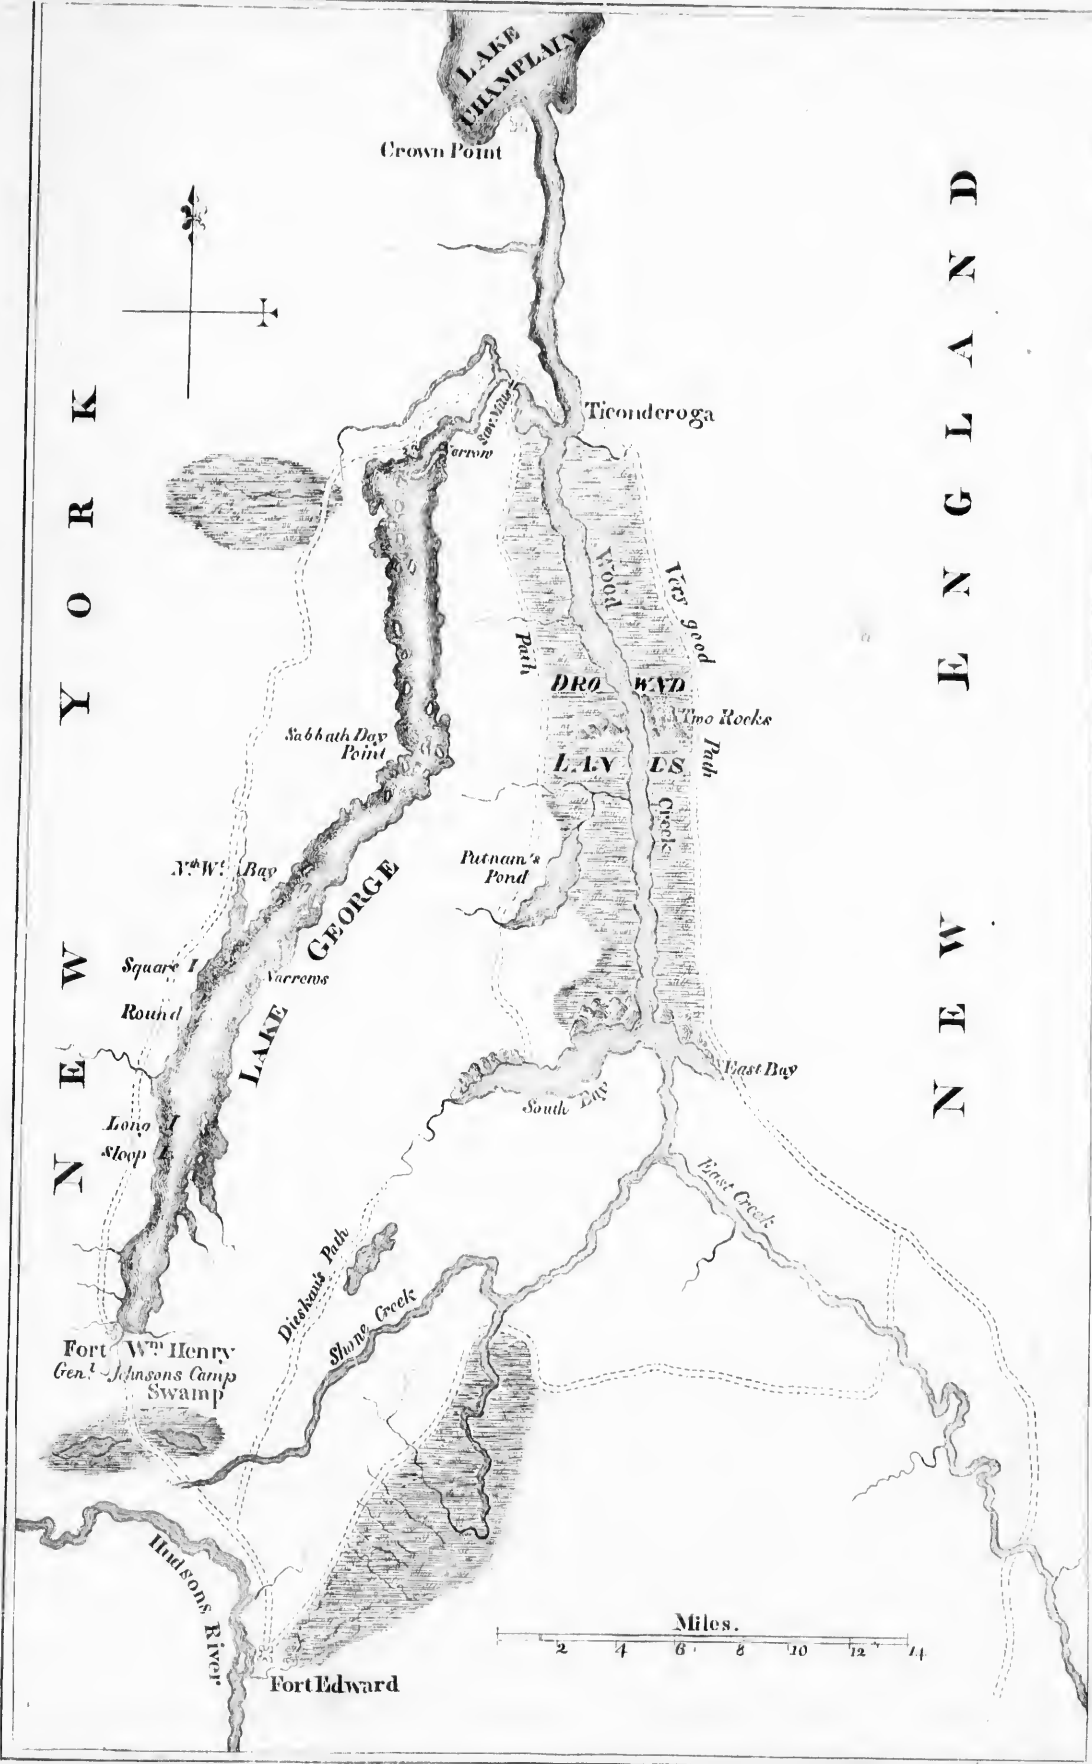 LAKE
CHAMPLAIN
Crown Point
NEW YORK
NEW ENGLAND
Ticonderoga
Saw Mills
Narrow
Wood
Creek
Very good
Path
Path
DROWND
LANDS
Two Rocks
Sabbath Day
Point
Nth. Wt. Bay
Putnam's
Pond
LAKE GEORGE
Square I
Narrows
Round
East Bay
South Bay
Long I
Sloop I.
East Creek
Dieskau's Path
Stone Creek
Fort Wm. Henry
Genl. Johnsons Camp
Swamp
Hudsons River
Fort Edward
Miles.
2 4 6 8 10 12 14